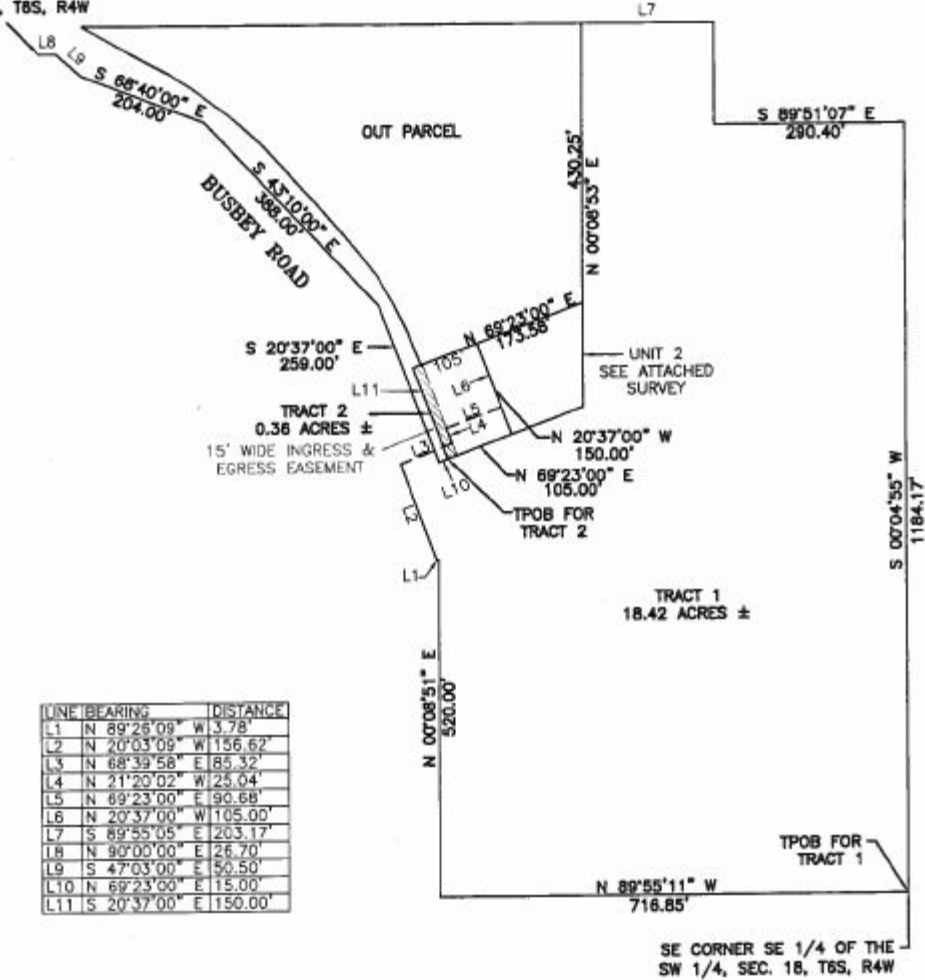 , T6S, R4W
L7
L8
L9
S 68°40'00" E
204.00'
S 89°51'07" E
290.40'
OUT PARCEL
430.25'
N 00°08'53" E
S 43°10'00" E
388.00'
BUSBEY ROAD
N 69°23'00" E
173.58'
S 20°37'00" E
259.00'
105'
UNIT 2
SEE ATTACHED
SURVEY
L11
L6
TRACT 2
0.36 ACRES ±
L5
L4
15' WIDE INGRESS &
EGRESS EASEMENT
L3
N 20°37'00" W
150.00'
L10
N 69°23'00" E
105.00'
L2
TPOB FOR
TRACT 2
S 00°04'55" W
1184.17'
L1
TRACT 1
18.42 ACRES ±
N 00°08'51" E
520.00'
LINE BEARING DISTANCE
L1 N 89°26'09" W 3.78'
L2 N 20°03'09" W 156.62'
L3 N 68°39'58" E 85.32'
L4 N 21°20'02" W 25.04'
L5 N 69°23'00" E 90.68'
L6 N 20°37'00" W 105.00'
L7 S 89°55'05" E 203.17'
L8 N 90°00'00" E 26.70'
L9 S 47°03'00" E 50.50'
L10 N 69°23'00" E 15.00'
L11 S 20°37'00" E 150.00'
TPOB FOR
TRACT 1
N 89°55'11" W
716.85'
SE CORNER SE 1/4 OF THE
SW 1/4, SEC. 18, T6S, R4W